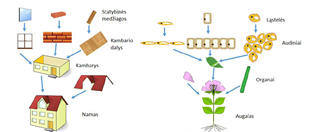 Statybinės
medžiagos
Kambario
dalys
Kambarys
Namas
Ląstelės
Audiniai
Organai
Augalas